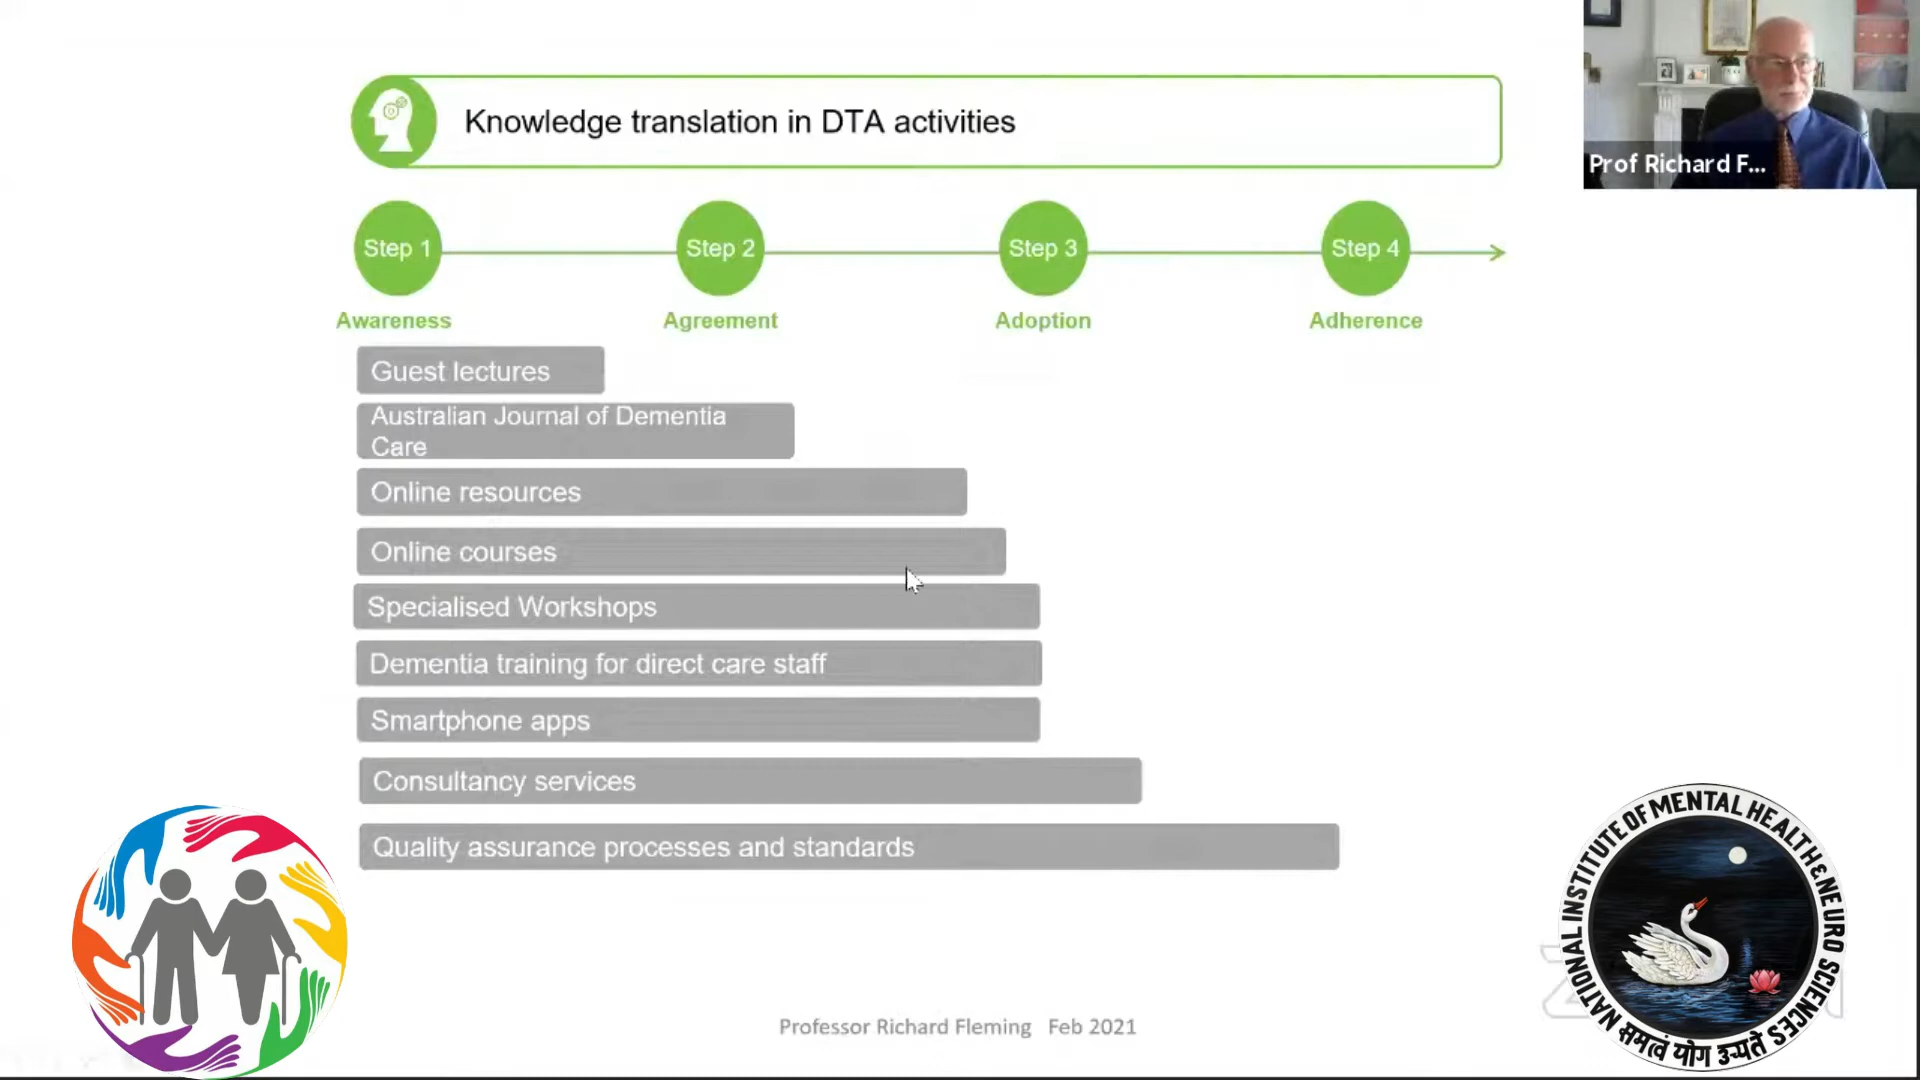 Knowledge translation in DTA activities
Prof Richard F...
Step 1
Step 2
Step 3
Step 4
Awareness
Agreement
Adoption
Adherence
Guest lectures
Australian Journal of Dementia
Care
Online resources
Online courses
Specialised Workshops
Dementia training for direct care staff
Smartphone apps
Consultancy services
Quality assurance processes and standards
NATIONAL INSTITUTE OF MENTAL HEALTH & NEURO SCIENCES
समत्वं योग उच्यते
Professor Richard Fleming Feb 2021